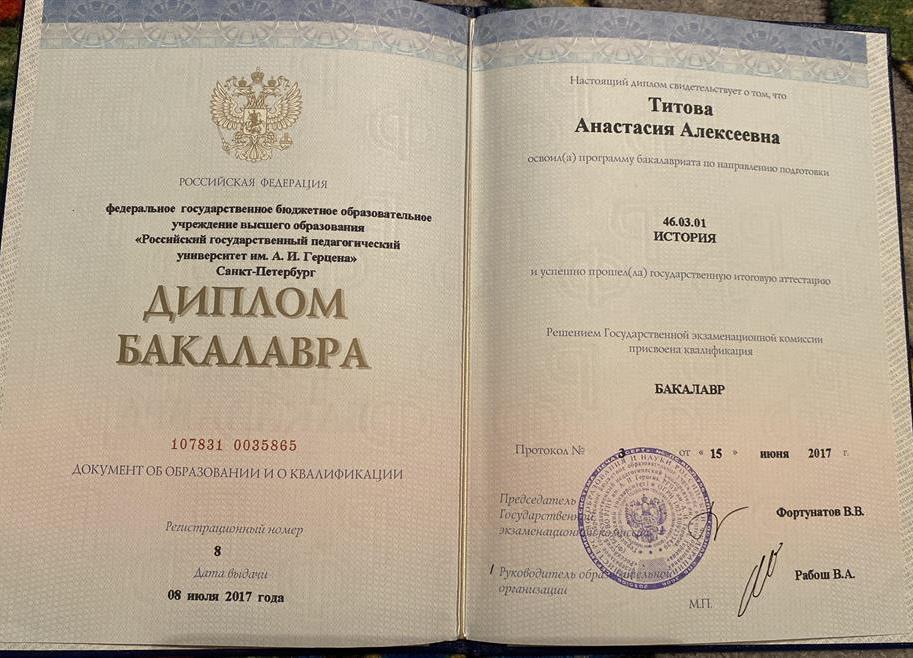 РОССИЙСКАЯ ФЕДЕРАЦИЯ
федеральное государственное бюджетное образовательное
учреждение высшего образования
«Российский государственный педагогический
университет им. А. И. Герцена»
Санкт-Петербург
ДИПЛОМ
БАКАЛАВРА
107831 0035865
ДОКУМЕНТ ОБ ОБРАЗОВАНИИ И О КВАЛИФИКАЦИИ
Регистрационный номер
8
Дата выдачи
08 июля 2017 года
Настоящий диплом свидетельствует о том, что
Титова
Анастасия Алексеевна
освоил(а) программу бакалавриата по направлению подготовки
46.03.01
ИСТОРИЯ
и успешно прошел(ла) государственную итоговую аттестацию
Решением Государственной экзаменационной комиссии
присвоена квалификация
БАКАЛАВР
Протокол № 3 от « 15 » июня 2017 г.
Председатель
Государственной
экзаменационной комиссии
Фортунатов В.В.
Руководитель образовательной
организации
Рабош В.А.
М.П.